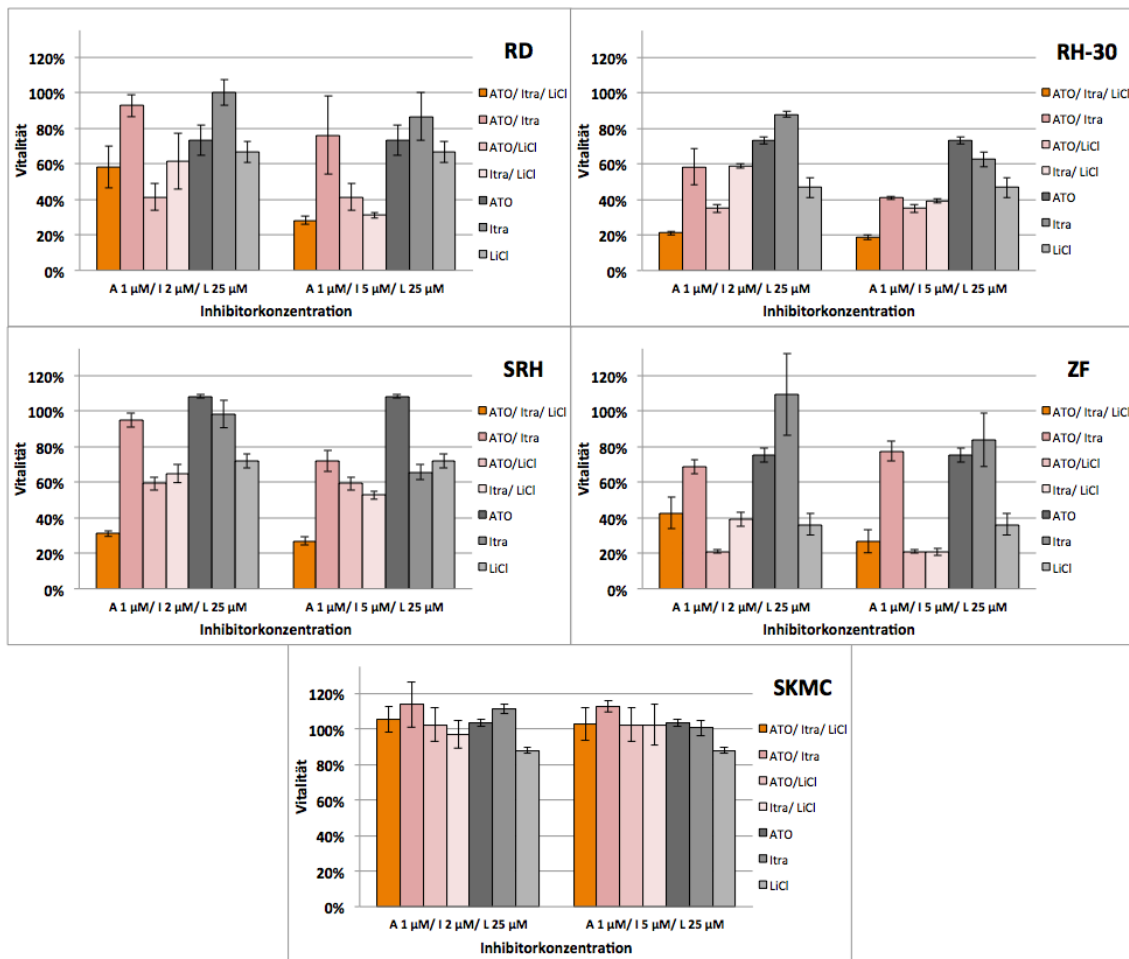 RD
Vitalität
120%
100%
80%
60%
40%
20%
0%
A 1 µM/ I 2 µM/ L 25 µM
A 1 µM/ I 5 µM/ L 25 µM
Inhibitorkonzentration
ATO/ Itra/ LiCl
ATO/ Itra
ATO/LiCl
Itra/ LiCl
ATO
Itra
LiCl
RH-30
Vitalität
120%
100%
80%
60%
40%
20%
0%
A 1 µM/ I 2 µM/ L 25 µM
A 1 µM/ I 5 µM/ L 25 µM
Inhibitorkonzentration
ATO/ Itra/ LiCl
ATO/ Itra
ATO/LiCl
Itra/ LiCl
ATO
Itra
LiCl
SRH
Vitalität
120%
100%
80%
60%
40%
20%
0%
A 1 µM/ I 2 µM/ L 25 µM
A 1 µM/ I 5 µM/ L 25 µM
Inhibitorkonzentration
ATO/ Itra/ LiCl
ATO/ Itra
ATO/LiCl
Itra/ LiCl
ATO
Itra
LiCl
ZF
Vitalität
120%
100%
80%
60%
40%
20%
0%
A 1 µM/ I 2 µM/ L 25 µM
A 1 µM/ I 5 µM/ L 25 µM
Inhibitorkonzentration
ATO/ Itra/ LiCl
ATO/ Itra
ATO/LiCl
Itra/ LiCl
ATO
Itra
LiCl
SKMC
Vitalität
120%
100%
80%
60%
40%
20%
0%
A 1 µM/ I 2 µM/ L 25 µM
A 1 µM/ I 5 µM/ L 25 µM
Inhibitorkonzentration
ATO/ Itra/ LiCl
ATO/ Itra
ATO/LiCl
Itra/ LiCl
ATO
Itra
LiCl